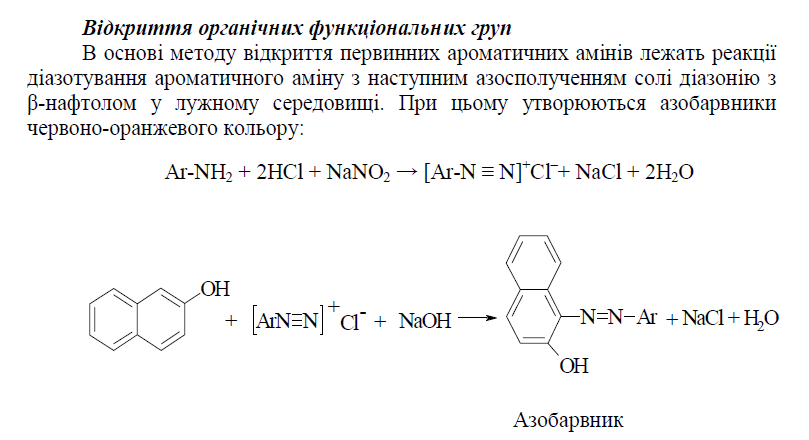 Відкриття органічних функціональних груп
В основі методу відкриття первинних ароматичних амінів лежать реакції
діазотування ароматичного аміну з наступним азосполученням солі діазонію з
β-нафтолом у лужному середовищі. При цьому утворюються азобарвники
червоно-оранжевого кольору:
Ar-NH₂ + 2HCl + NaNO₂ → [Ar-N ≡ N]⁺Cl⁻+ NaCl + 2H₂O
OH
+ [ArN≡N]⁺ Cl⁻ + NaOH ⟶ N=N−Ar + NaCl + H₂O
OH
Азобарвник